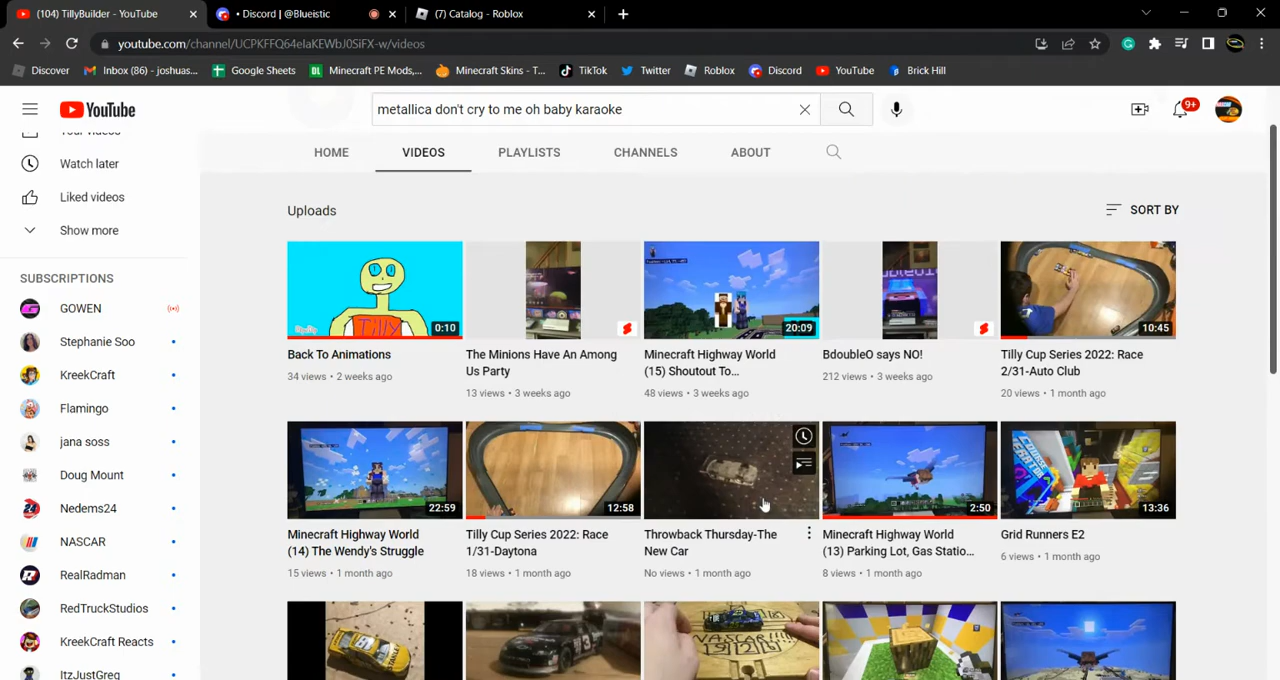 (104) TillyBuilder - YouTube
• Discord | @Blueistic
(7) Catalog - Roblox
youtube.com/channel/UCPKFFQ64elaKEWbJ0SiFX-w/videos
Discover
Inbox (86) - joshuas...
Google Sheets
Minecraft PE Mods,...
Minecraft Skins - T...
TikTok
Twitter
Roblox
Discord
YouTube
Brick Hill
YouTube
metallica don't cry to me oh baby karaoke
9+
HOME
VIDEOS
PLAYLISTS
CHANNELS
ABOUT
Your videos
Watch later
Liked videos
Show more
SUBSCRIPTIONS
GOWEN
Stephanie Soo
KreekCraft
Flamingo
jana soss
Doug Mount
Nedems24
NASCAR
RealRadman
RedTruckStudios
KreekCraft Reacts
ItzJustGreg
Uploads
SORT BY
TILLY
0:10
Back To Animations
34 views • 2 weeks ago
The Minions Have An Among
Us Party
13 views • 3 weeks ago
20:09
Minecraft Highway World
(15) Shoutout To...
48 views • 3 weeks ago
BdoubleO says NO!
212 views • 3 weeks ago
10:45
Tilly Cup Series 2022: Race
2/31-Auto Club
20 views • 1 month ago
22:59
Minecraft Highway World
(14) The Wendy's Struggle
15 views • 1 month ago
12:58
Tilly Cup Series 2022: Race
1/31-Daytona
18 views • 1 month ago
Throwback Thursday-The
New Car
No views • 1 month ago
2:50
Minecraft Highway World
(13) Parking Lot, Gas Statio...
8 views • 1 month ago
13:36
Grid Runners E2
6 views • 1 month ago
NASCAR!!!!